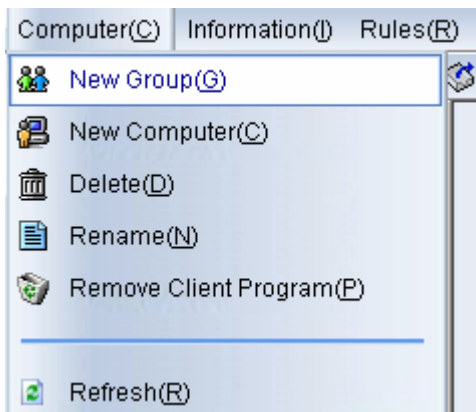 Computer(C) Information(I) Rules(R)
New Group(G)
New Computer(C)
Delete(D)
Rename(N)
Remove Client Program(P)
Refresh(R)